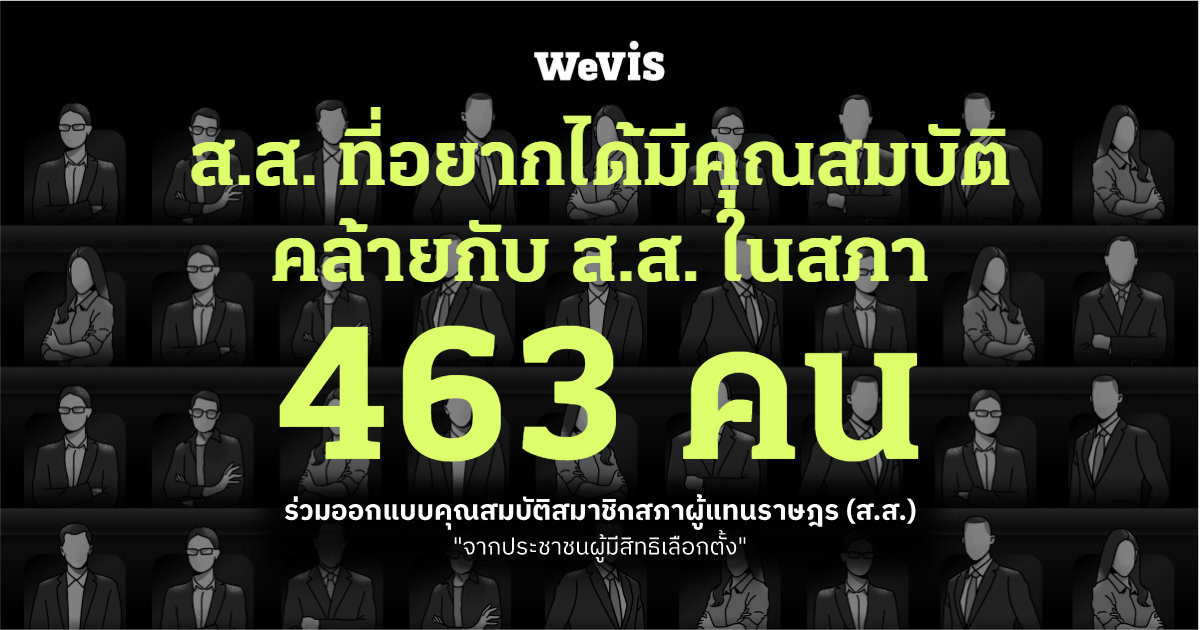 WeVIS
ส.ส. ที่อยากได้มีคุณสมบัติ
คล้ายกับ ส.ส. ในสภา
463 คน
ร่วมออกแบบคุณสมบัติสมาชิกสภาผู้แทนราษฎร (ส.ส.)
"จากประชาชนผู้มีสิทธิเลือกตั้ง"